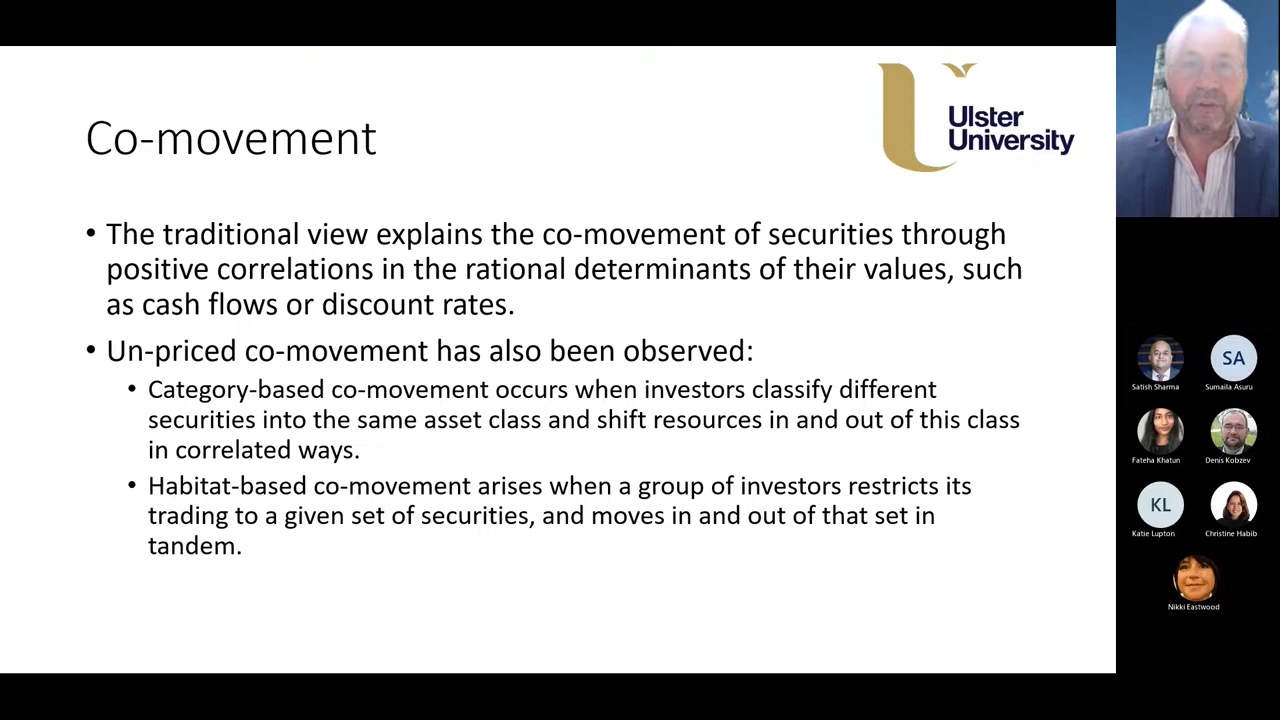 Ulster
University
Co-movement
• The traditional view explains the co-movement of securities through
positive correlations in the rational determinants of their values, such
as cash flows or discount rates.
• Un-priced co-movement has also been observed:
• Category-based co-movement occurs when investors classify different
securities into the same asset class and shift resources in and out of this class
in correlated ways.
• Habitat-based co-movement arises when a group of investors restricts its
trading to a given set of securities, and moves in and out of that set in
tandem.
SA
Satish Sharma
Sumaila Asuru
Fateha Khatun
Denis Kobzev
KL
Katie Lupton
Christine Habib
Nikki Eastwood